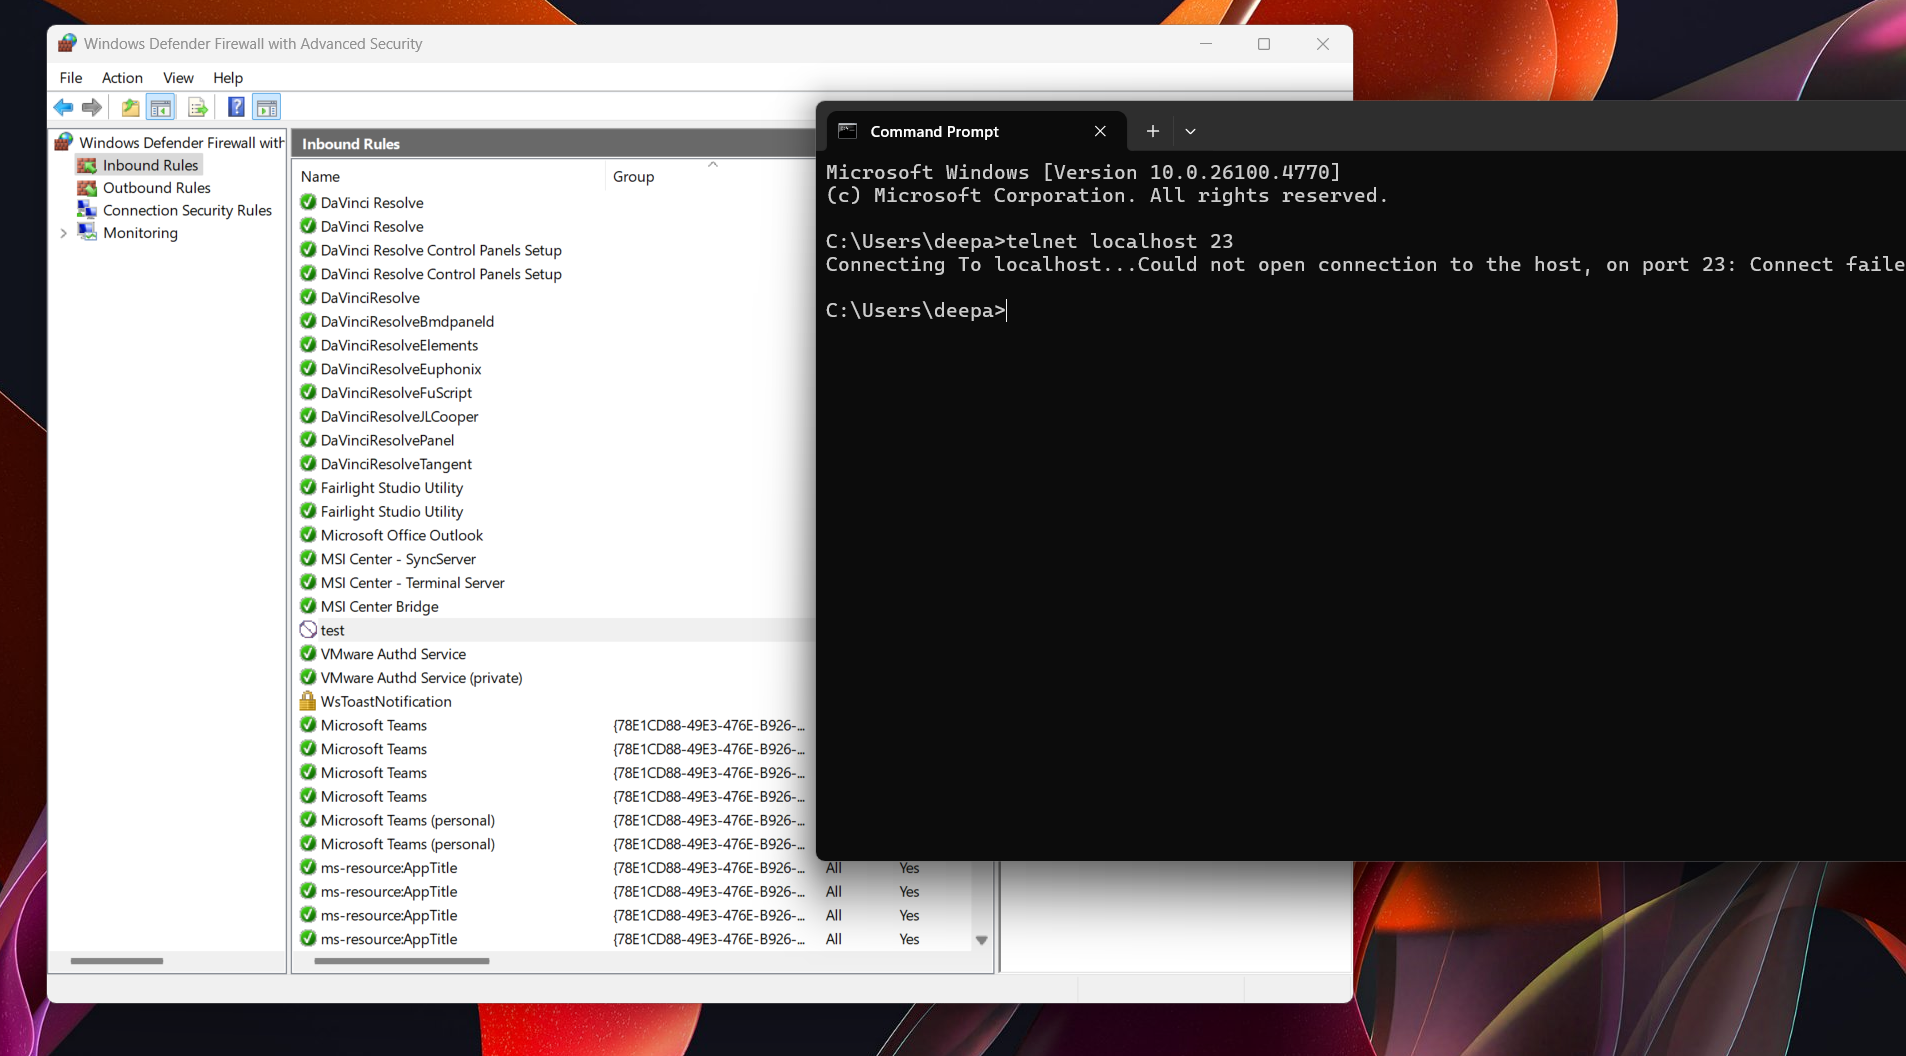 Windows Defender Firewall with Advanced Security
File Action View Help
Windows Defender Firewall with
Inbound Rules
Outbound Rules
Connection Security Rules
Monitoring
Inbound Rules
Name Group
DaVinci Resolve
DaVinci Resolve
DaVinci Resolve Control Panels Setup
DaVinci Resolve Control Panels Setup
DaVinciResolve
DaVinciResolveBmdpaneld
DaVinciResolveElements
DaVinciResolveEuphonix
DaVinciResolveFuScript
DaVinciResolveJLCooper
DaVinciResolvePanel
DaVinciResolveTangent
Fairlight Studio Utility
Fairlight Studio Utility
Microsoft Office Outlook
MSI Center - SyncServer
MSI Center - Terminal Server
MSI Center Bridge
test
VMware Authd Service
VMware Authd Service (private)
WsToastNotification
Microsoft Teams {78E1CD88-49E3-476E-B926-...
Microsoft Teams {78E1CD88-49E3-476E-B926-...
Microsoft Teams {78E1CD88-49E3-476E-B926-...
Microsoft Teams {78E1CD88-49E3-476E-B926-...
Microsoft Teams (personal) {78E1CD88-49E3-476E-B926-...
Microsoft Teams (personal) {78E1CD88-49E3-476E-B926-...
ms-resource:AppTitle {78E1CD88-49E3-476E-B926-... All Yes
ms-resource:AppTitle {78E1CD88-49E3-476E-B926-... All Yes
ms-resource:AppTitle {78E1CD88-49E3-476E-B926-... All Yes
ms-resource:AppTitle {78E1CD88-49E3-476E-B926-... All Yes
Command Prompt
Microsoft Windows [Version 10.0.26100.4770]
(c) Microsoft Corporation. All rights reserved.
C:\Users\deepa>telnet localhost 23
Connecting To localhost...Could not open connection to the host, on port 23: Connect faile
C:\Users\deepa>